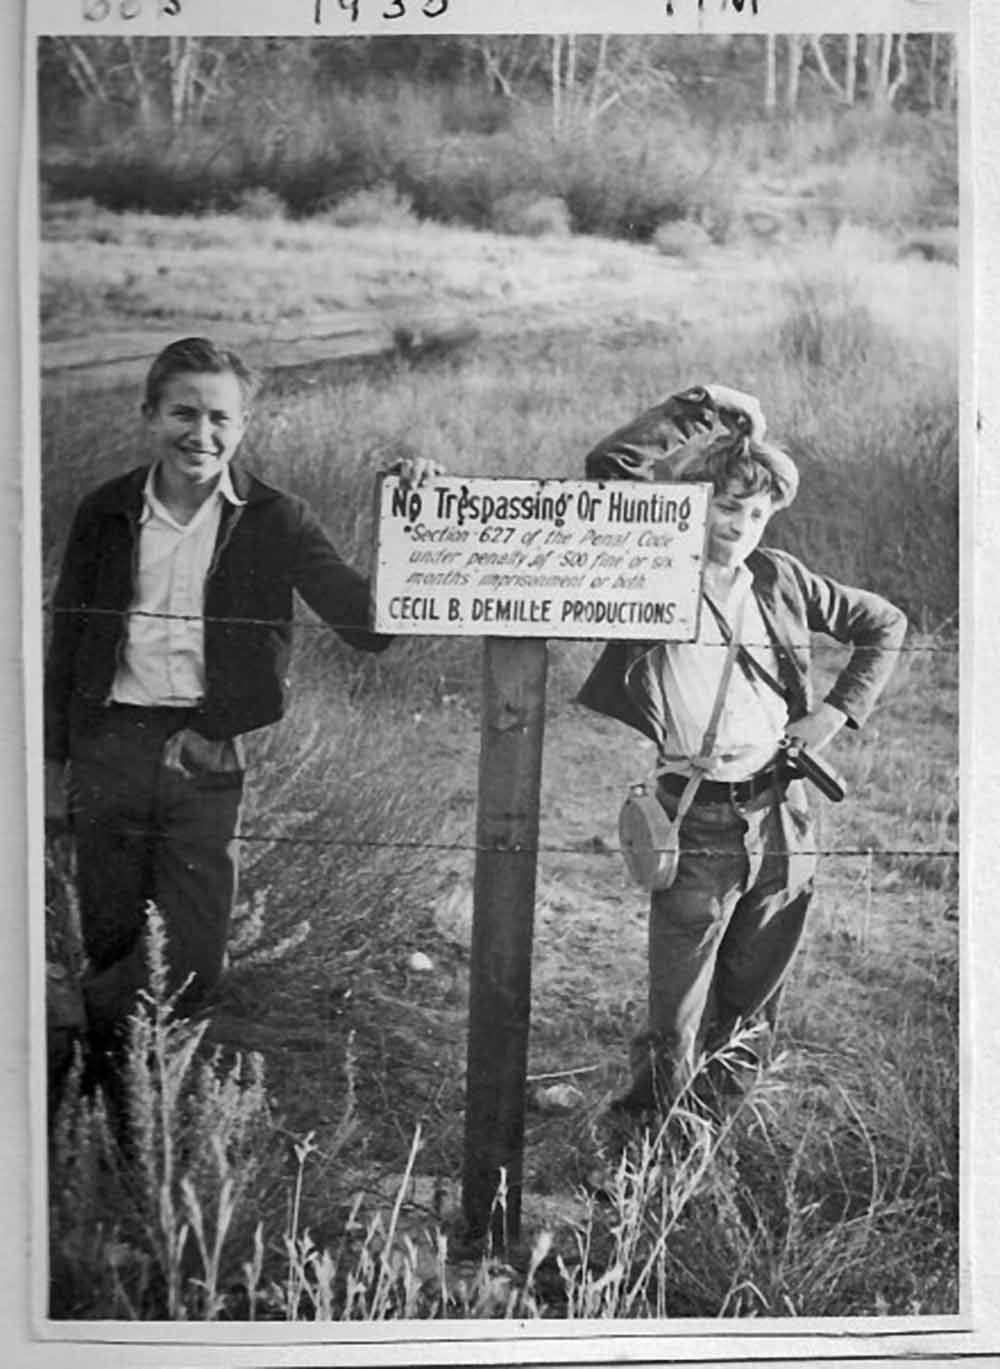 1930
No Trespassing Or Hunting
Section 627 of the Penal Code
under penalty of 500 fine or six
months' imprisonment or both.
CECIL B. DEMILLE PRODUCTIONS